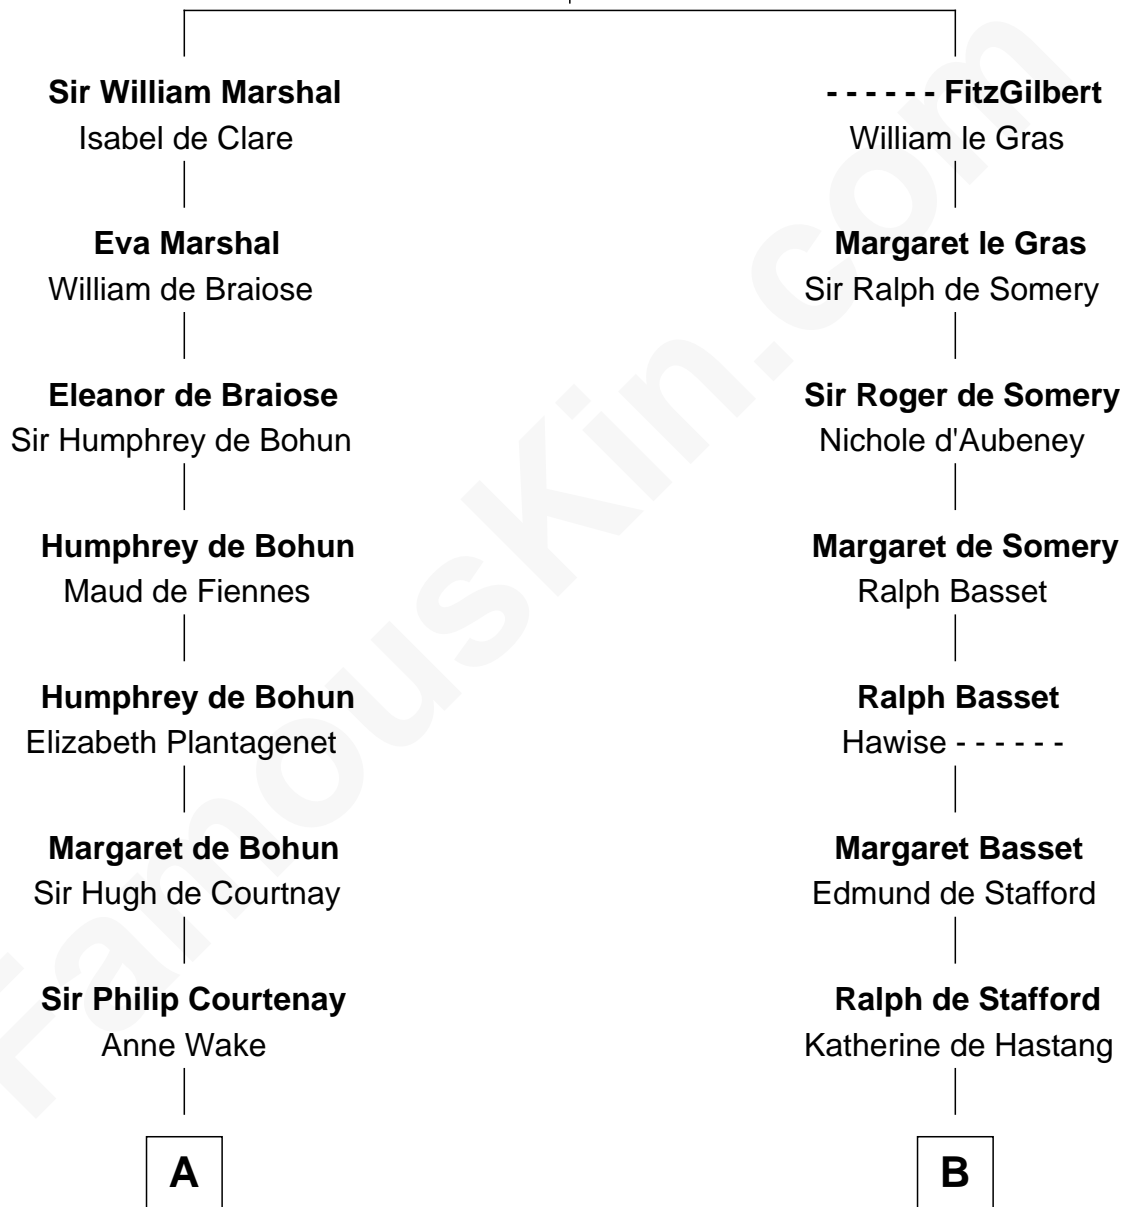 Sir William Marshal
Isabel de Clare
Eva Marshal
William de Braiose
Eleanor de Braiose
Sir Humphrey de Bohun
Humphrey de Bohun
Maud de Fiennes
Humphrey de Bohun
Elizabeth Plantagenet
Margaret de Bohun
Sir Hugh de Courtnay
Sir Philip Courtenay
Anne Wake
A
- - - - - - FitzGilbert
William le Gras
Margaret le Gras
Sir Ralph de Somery
Sir Roger de Somery
Nichole d'Aubeney
Margaret de Somery
Ralph Basset
Ralph Basset
Hawise - - - - - -
Margaret Basset
Edmund de Stafford
Ralph de Stafford
Katherine de Hastang
B
FamousKin.com